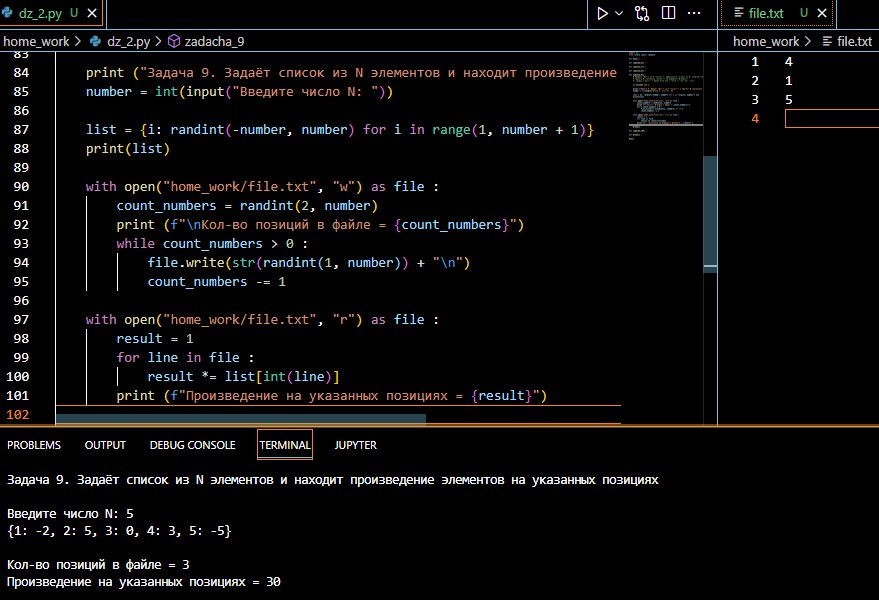 dz_2.py U
file.txt U
home_work > dz_2.py > zadacha_9
home_work > file.txt
83
84 print ("Задача 9. Задаёт список из N элементов и находит произведение
85 number = int(input("Введите число N: "))
86
87 list = {i: randint(-number, number) for i in range(1, number + 1)}
88 print(list)
89
90 with open("home_work/file.txt", "w") as file :
91 count_numbers = randint(2, number)
92 print (f"\nКол-во позиций в файле = {count_numbers}")
93 while count_numbers > 0 :
94 file.write(str(randint(1, number)) + "\n")
95 count_numbers -= 1
96
97 with open("home_work/file.txt", "r") as file :
98 result = 1
99 for line in file :
100 result *= list[int(line)]
101 print (f"Произведение на указанных позициях = {result}")
102
1 4
2 1
3 5
4
PROBLEMS OUTPUT DEBUG CONSOLE TERMINAL JUPYTER
Задача 9. Задаёт список из N элементов и находит произведение элементов на указанных позициях
Введите число N: 5
{1: -2, 2: 5, 3: 0, 4: 3, 5: -5}
Кол-во позиций в файле = 3
Произведение на указанных позициях = 30